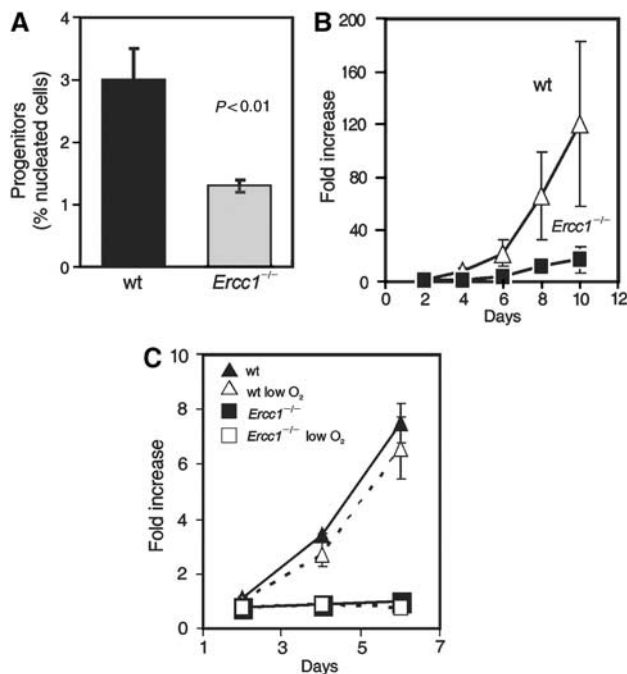 A
Progenitors
(% nucleated cells)
4
3
2
1
0
P<0.01
wt
Ercc1⁻/⁻
B
Fold increase
200
160
120
80
40
0
wt
Ercc1⁻/⁻
0 2 4 6 8 10 12
Days
C
Fold increase
10
8
6
4
2
0
wt
wt low O₂
Ercc1⁻/⁻
Ercc1⁻/⁻ low O₂
1 3 5 7
Days